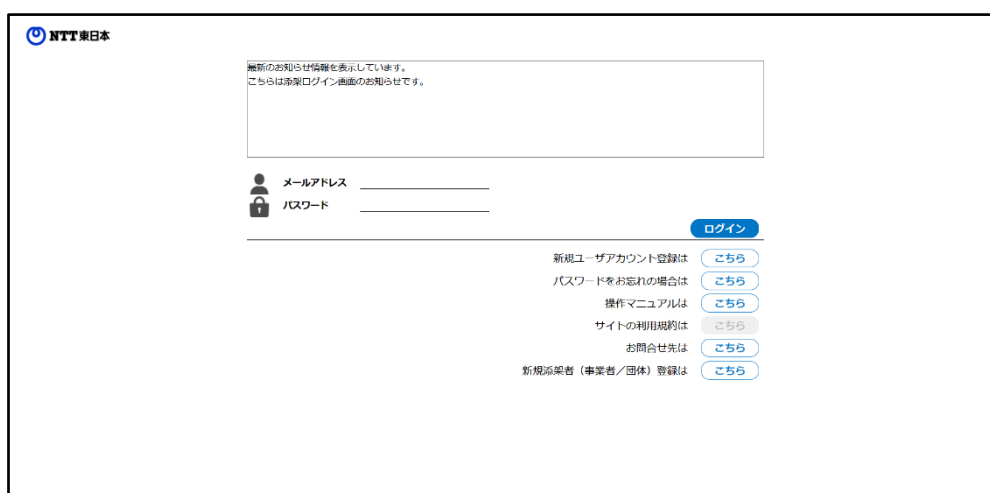 NTT東日本
最新のお知らせ情報を表示しています。
こちらは添架ログイン画面のお知らせです。
メールアドレス
パスワード
ログイン
新規ユーザアカウント登録は こちら
パスワードをお忘れの場合は こちら
操作マニュアルは こちら
サイトの利用規約は こちら
お問合せ先は こちら
新規添架者（事業者／団体）登録は こちら